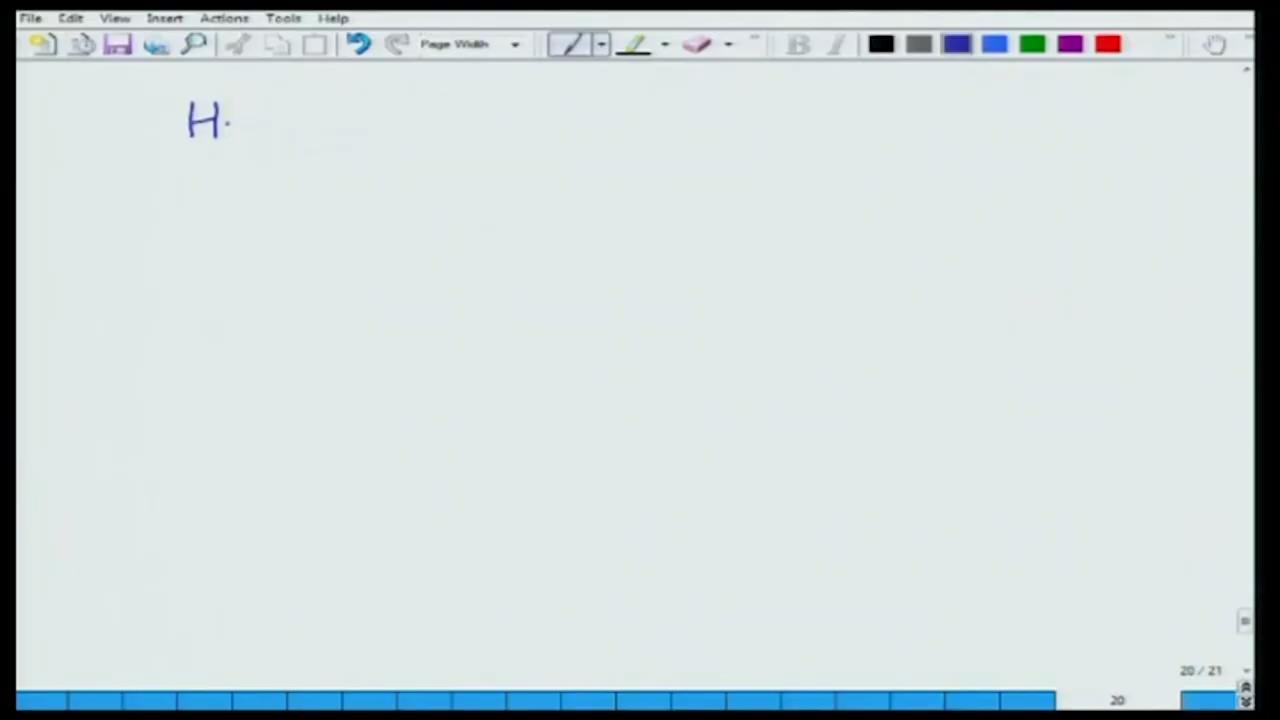 File Edit View Insert Actions Tools Help
Page Width B I
H.
20 / 21
20